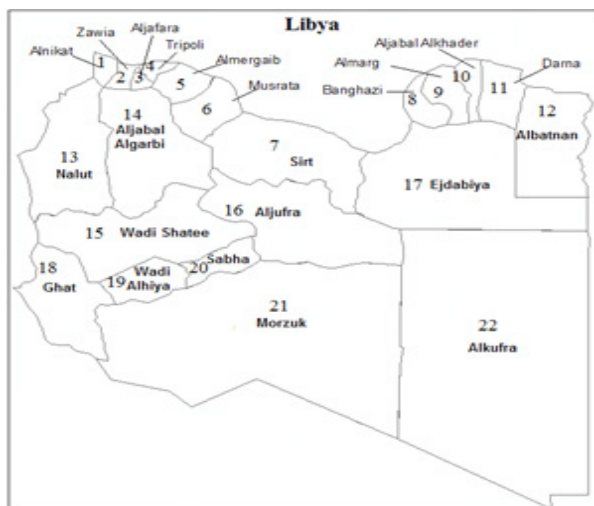 Libya
Aljafara
Zawia
Tripoli
Alnikat
Almergaib
Musrata
Aljabal Alkhader
Almarg
Banghazi
Darna
1
2
3
4
5
6
8
9
10
11
12
Albatnan
14
Aljabal
Algarbi
13
Nalut
7
Sirt
17 Ejdabiya
16 Aljufra
15 Wadi Shatee
18
Ghat
19
Wadi
Alhiya
20
Sabha
21
Morzuk
22
Alkufra